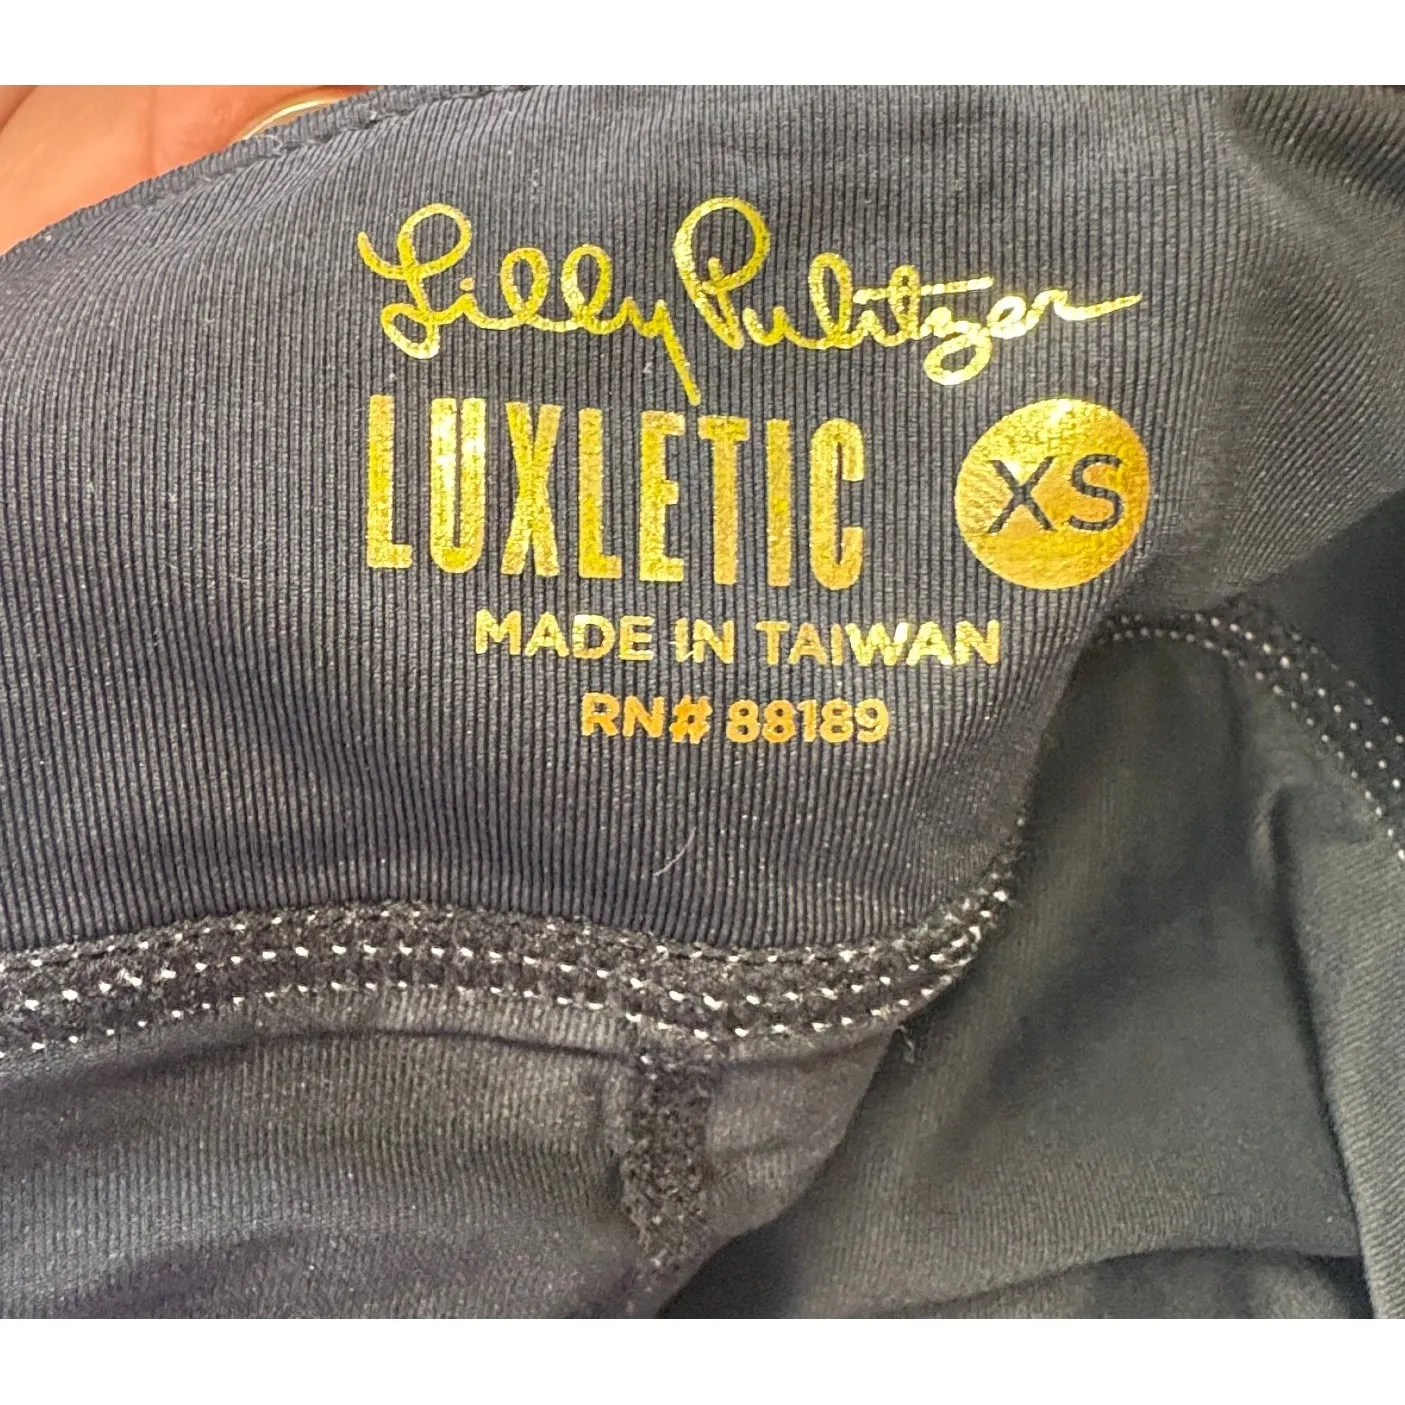 Lilly Pulitzer
LUXLETIC XS
MADE IN TAIWAN
RN# 88189